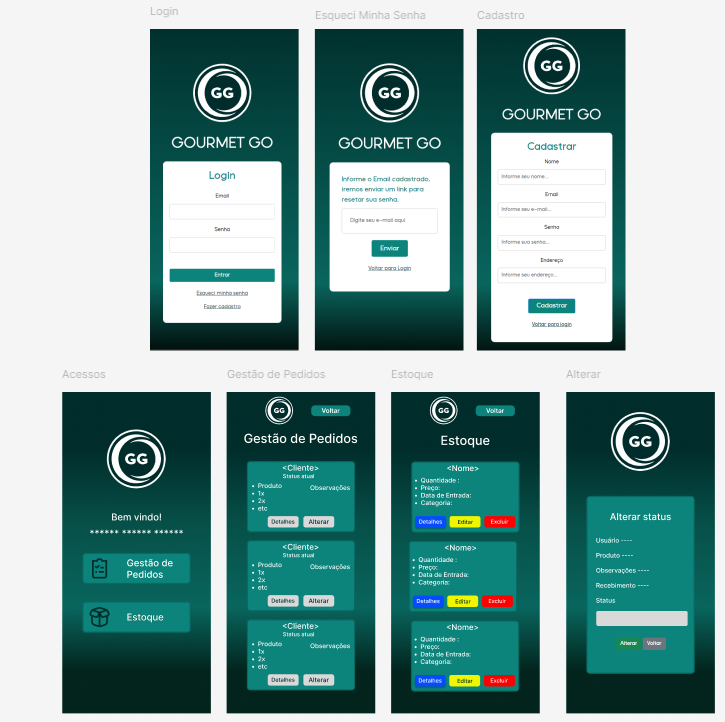 Login
GG
GOURMET GO
Login
Email
Senha
Entrar
Esqueci minha senha
Fazer cadastro
Esqueci Minha Senha
GG
GOURMET GO
Informe o Email cadastrado,
iremos enviar um link para
resetar sua senha.
Digite seu e-mail aqui
Enviar
Voltar para Login
Cadastro
GG
GOURMET GO
Cadastrar
Nome
Informe seu nome...
Email
Informe seu e-mail...
Senha
Informe sua senha...
Endereço
Informe seu endereço...
Cadastrar
Voltar para login
Acessos
GG
Bem vindo!
****** ****** ******
Gestão de
Pedidos
Estoque
Gestão de Pedidos
GG
Voltar
Gestão de Pedidos
<Cliente>
Status atual
• Produto
Observações
• 1x
• 2x
• etc
Detalhes
Alterar
<Cliente>
Status atual
• Produto
Observações
• 1x
• 2x
• etc
Detalhes
Alterar
<Cliente>
Status atual
• Produto
Observações
• 1x
• 2x
• etc
Detalhes
Alterar
Estoque
GG
Voltar
Estoque
<Nome>
• Quantidade :
• Preço:
• Data de Entrada:
• Categoria:
Detalhes
Editar
Excluir
<Nome>
• Quantidade :
• Preço:
• Data de Entrada:
• Categoria:
Detalhes
Editar
Excluir
<Nome>
• Quantidade :
• Preço:
• Data de Entrada:
• Categoria:
Detalhes
Editar
Excluir
Alterar
GG
Alterar status
Usuário ----
Produto ----
Observações ----
Recebimento ----
Status
Alterar
Voltar